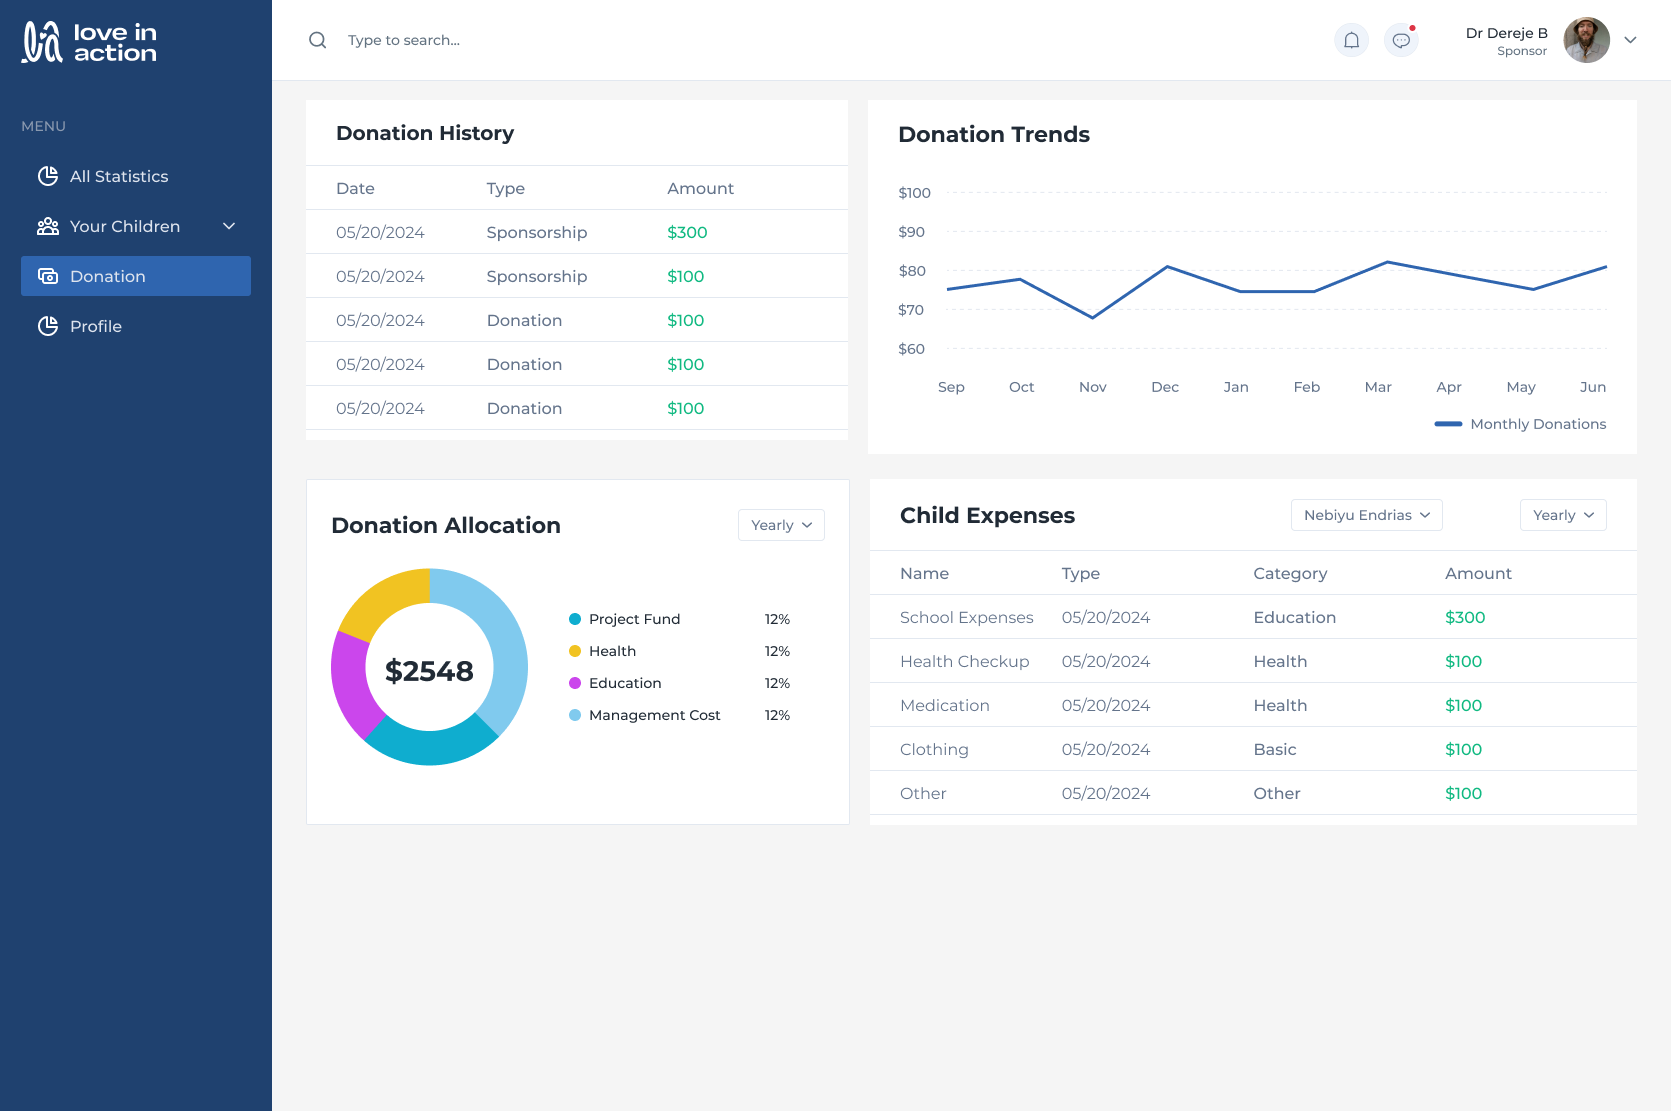 love in
action
MENU
All Statistics
Your Children
Donation
Profile
Type to search...
Dr Dereje B
Sponsor
Donation History
Date Type Amount
05/20/2024 Sponsorship $300
05/20/2024 Sponsorship $100
05/20/2024 Donation $100
05/20/2024 Donation $100
05/20/2024 Donation $100
Donation Trends
$100
$90
$80
$70
$60
Sep Oct Nov Dec Jan Feb Mar Apr May Jun
Monthly Donations
Donation Allocation Yearly
$2548
Project Fund 12%
Health 12%
Education 12%
Management Cost 12%
Child Expenses Nebiyu Endrias Yearly
Name Type Category Amount
School Expenses 05/20/2024 Education $300
Health Checkup 05/20/2024 Health $100
Medication 05/20/2024 Health $100
Clothing 05/20/2024 Basic $100
Other 05/20/2024 Other $100